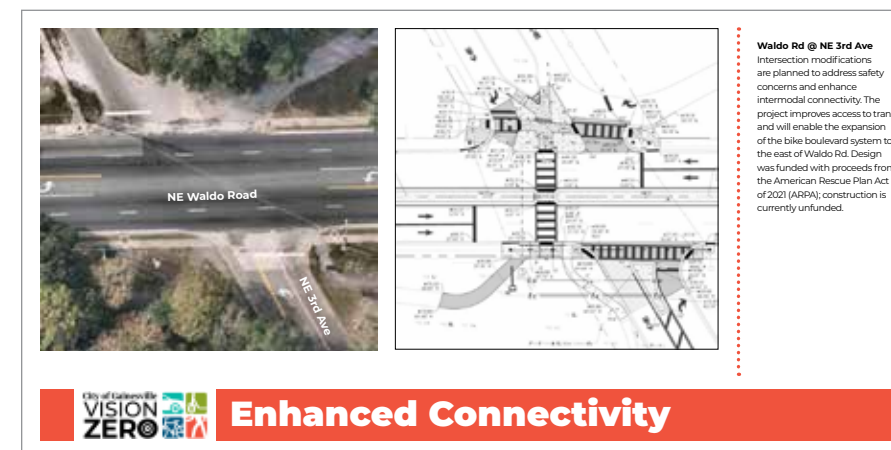 NE Waldo Road
NE 3rd Ave
Waldo Rd @ NE 3rd Ave
Intersection modifications
are planned to address safety
concerns and enhance
intermodal connectivity. The
project improves access to tran
and will enable the expansion
of the bike boulevard system to
the east of Waldo Rd. Design
was funded with proceeds from
the American Rescue Plan Act
of 2021 (ARPA); construction is
currently unfunded.
City of Gainesville
VISION
ZERO
Enhanced Connectivity